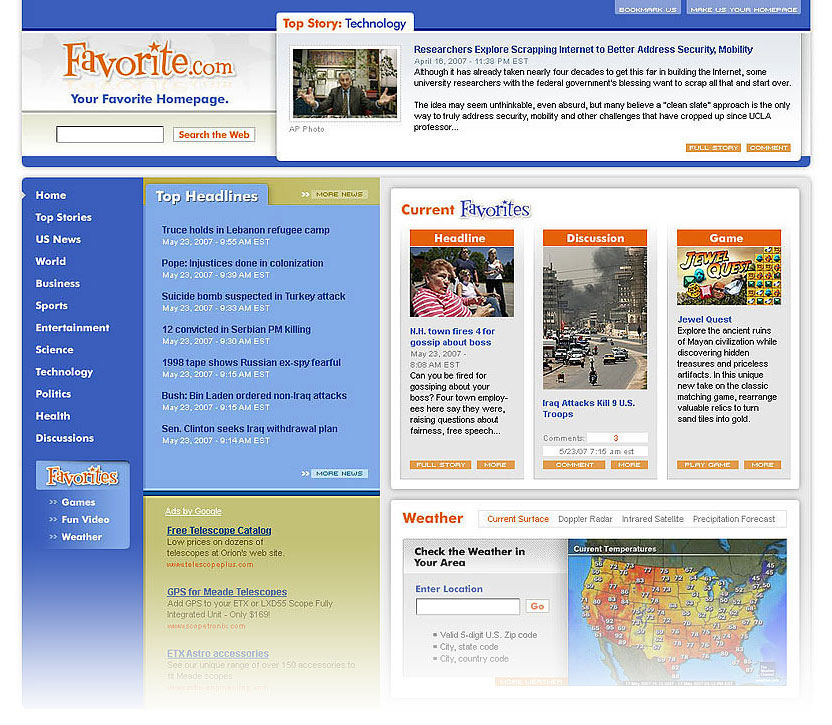 BOOKMARK US
MAKE US YOUR HOMEPAGE
Top Story: Technology
Favorite.com
Your Favorite Homepage.
Search the Web
AP Photo
Researchers Explore Scrapping Internet to Better Address Security, Mobility
April 16, 2007 - 11:38 PM EST
Although it has already taken nearly four decades to get this far in building the Internet, some
university researchers with the federal government's blessing want to scrap all that and start over.
The idea may seem unthinkable, even absurd, but many believe a "clean slate" approach is the only
way to truly address security, mobility and other challenges that have cropped up since UCLA
professor...
FULL STORY
COMMENT
Home
Top Stories
US News
World
Business
Sports
Entertainment
Science
Technology
Politics
Health
Discussions
Favorites
>> Games
>> Fun Video
>> Weather
Top Headlines
>> MORE NEWS
Truce holds in Lebanon refugee camp
May 23, 2007 - 9:55 AM EST
Pope: Injustices done in colonization
May 23, 2007 - 9:39 AM EST
Suicide bomb suspected in Turkey attack
May 23, 2007 - 9:33 AM EST
12 convicted in Serbian PM killing
May 23, 2007 - 9:30 AM EST
1998 tape shows Russian ex-spy fearful
May 23, 2007 - 9:15 AM EST
Bush: Bin Laden ordered non-Iraq attacks
May 23, 2007 - 9:15 AM EST
Sen. Clinton seeks Iraq withdrawal plan
May 23, 2007 - 9:14 AM EST
>> MORE NEWS
Ads by Google
Free Telescope Catalog
Low prices on dozens of
telescopes at Orion's web site.
www.telescopeplus.com
GPS for Meade Telescopes
Add GPS to your ETX or LXD55 Scope Fully
Integrated Unit - Only $169!
www.scopetronix.com
ETX Astro accessories
See our unique range of over 150 accessories to
fit Meade scopes
Current Favorites
Headline
N.H. town fires 4 for
gossip about boss
May 23, 2007 -
8:08 AM EST
Can you be fired for
gossiping about your
boss? Four town employ-
ees here say they were,
raising questions about
fairness, free speech...
FULL STORY
MORE
Discussion
Iraq Attacks Kill 9 U.S.
Troops
Comments: 3
5/23/07 7:15 am est
COMMENT
MORE
Game
JEWEL QUEST
Jewel Quest
Explore the ancient ruins
of Mayan civilization while
discovering hidden
treasures and priceless
artifacts. In this unique
new take on the classic
matching game, rearrange
valuable relics to turn
sand tiles into gold.
PLAY GAME
MORE
Weather
Current Surface
Doppler Radar
Infrared Satellite
Precipitation Forecast
Check the Weather in
Your Area
Enter Location
Go
Valid 5-digit U.S. Zip code
City, state code
City, country code
MORE WEATHER
Current Temperatures